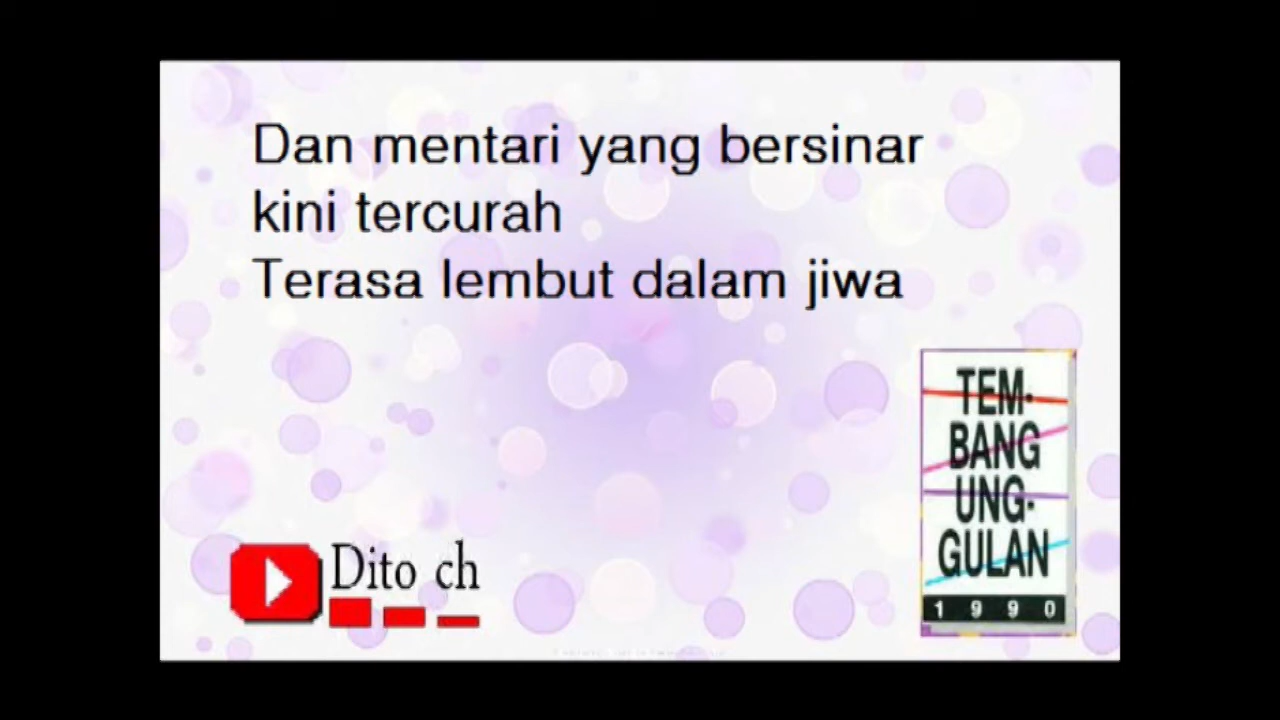 Dan mentari yang bersinar
kini tercurah
Terasa lembut dalam jiwa
TEM-
BANG
UNG-
GULAN
1990
Dito ch